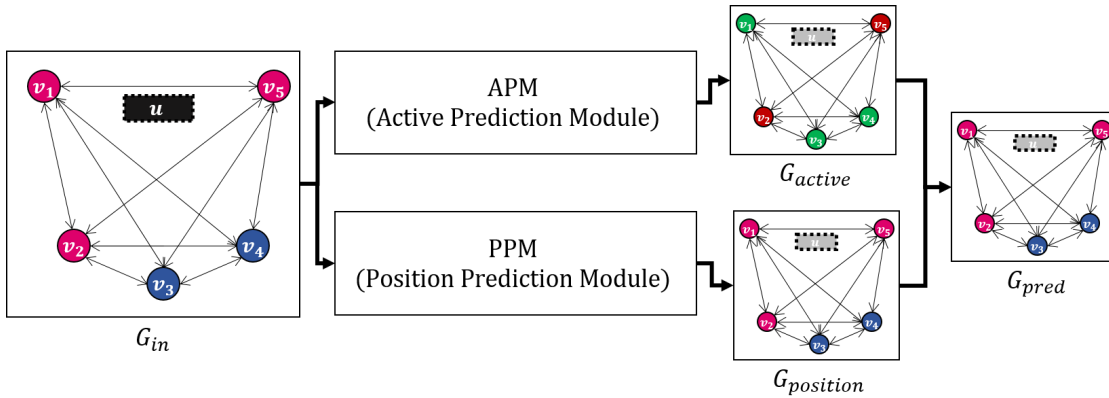 v₁
v₅
u
v₂
v₄
v₃
G_in
APM
(Active Prediction Module)
PPM
(Position Prediction Module)
v₁
v₅
u
v₂
v₄
v₃
G_active
v₁
v₅
u
v₂
v₄
v₃
G_position
v₁
v₅
u
v₂
v₄
v₃
G_pred